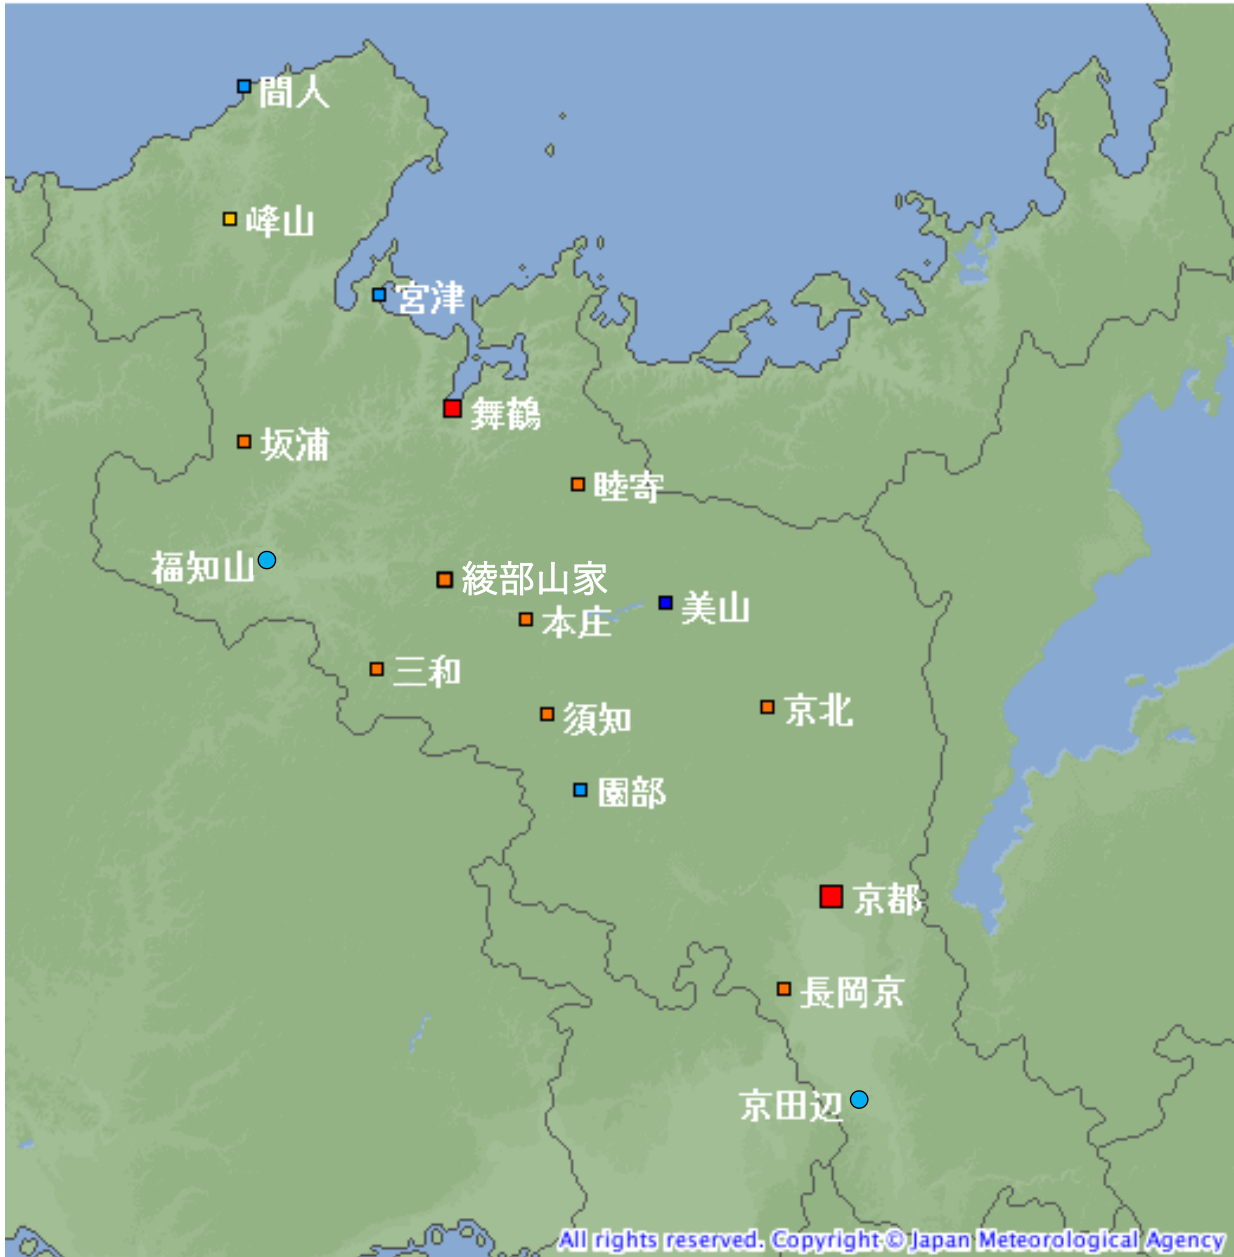 間人
峰山
宮津
舞鶴
坂浦
睦寄
福知山
綾部山家
美山
本庄
三和
京北
須知
園部
京都
長岡京
京田辺
All rights reserved. Copyright © Japan Meteorological Agency